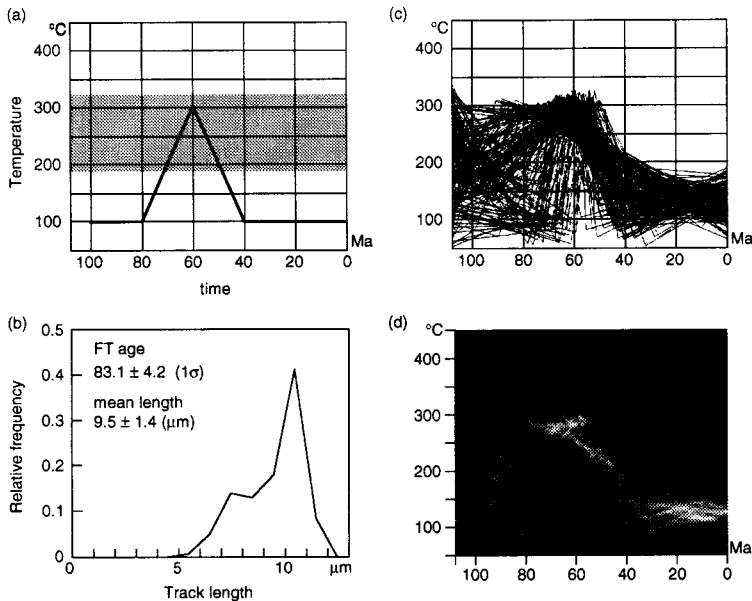 (a)
°C
400
300
200
100
Temperature
100 80 60 40 20 0
Ma
time
(b)
0.5
0.4
0.3
0.2
0.1
0
Relative frequency
FT age
83.1 ± 4.2 (1σ)
mean length
9.5 ± 1.4 (μm)
0 5 10 μm
Track length
(c)
°C
400
300
200
100
100 80 60 40 20 0
Ma
(d)
°C
400
300
200
100
100 80 60 40 20 0
Ma